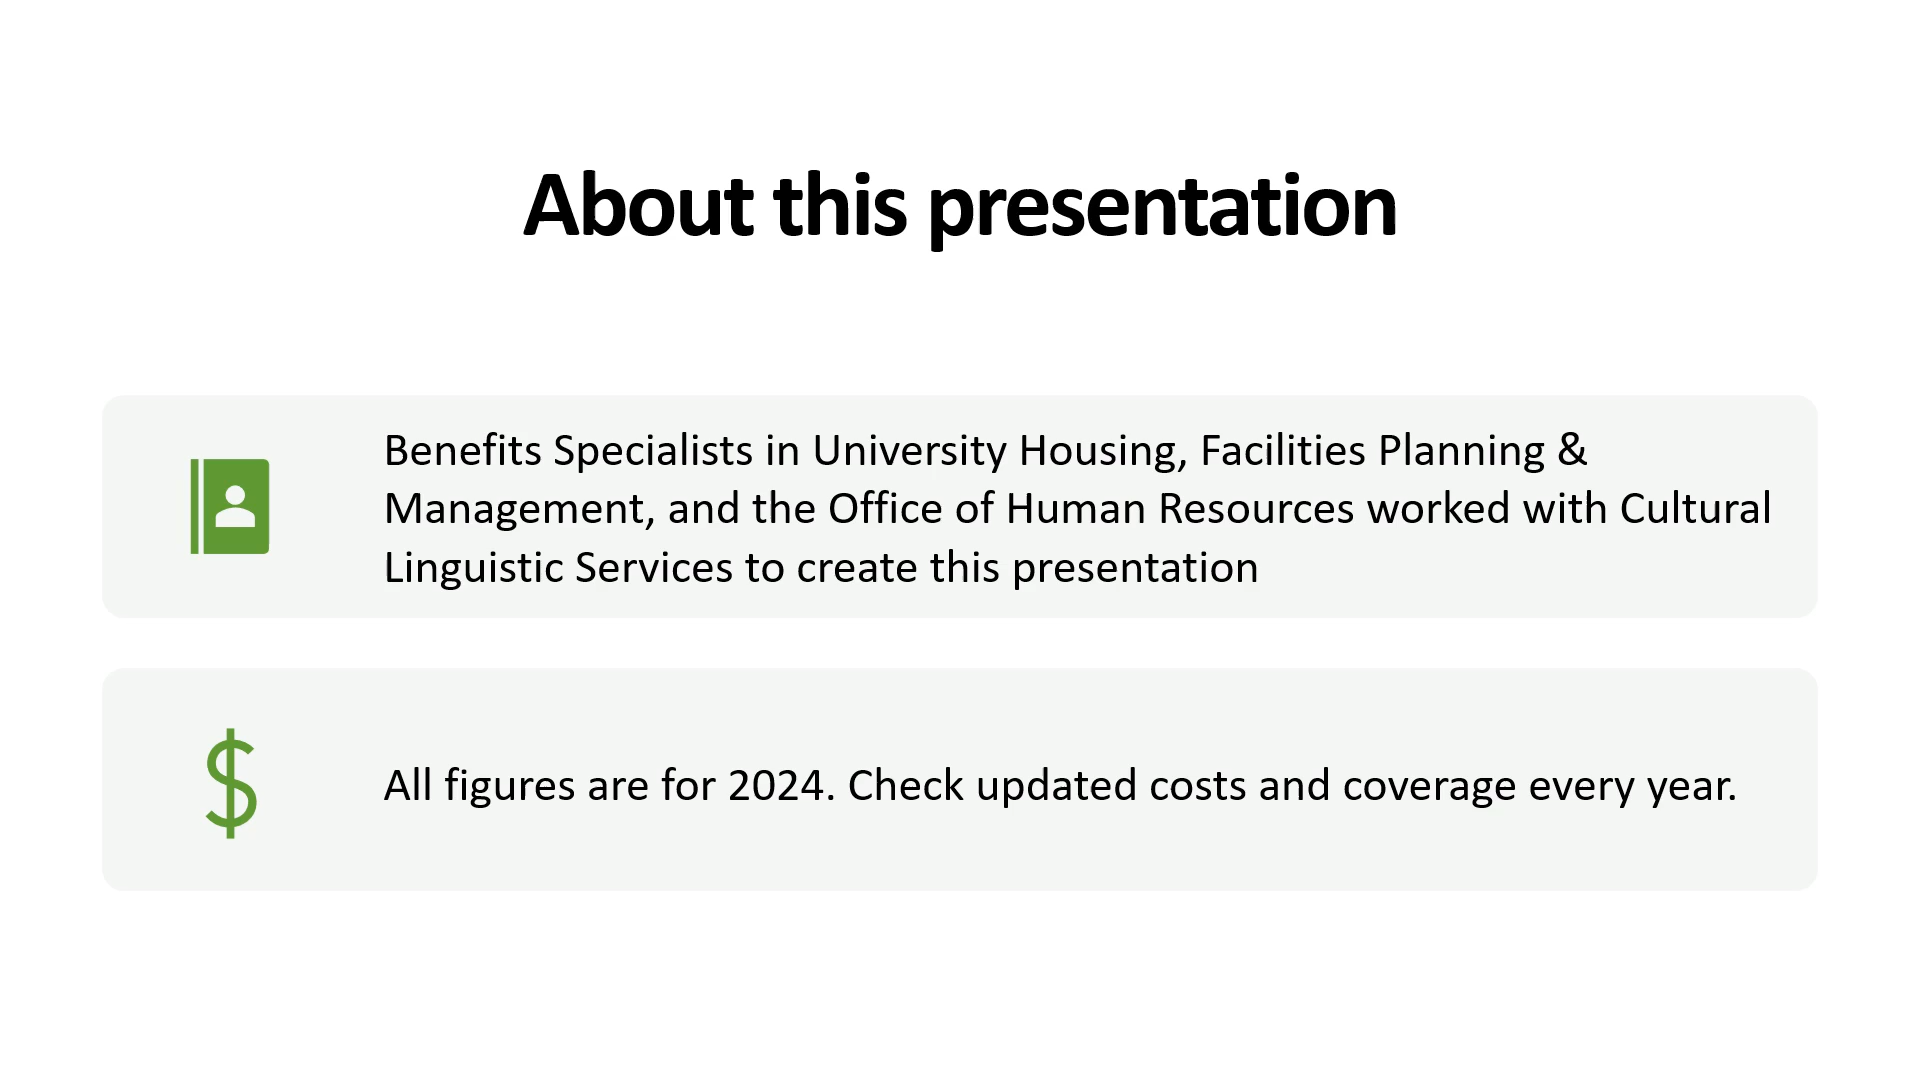 About this presentation
Benefits Specialists in University Housing, Facilities Planning &
Management, and the Office of Human Resources worked with Cultural
Linguistic Services to create this presentation
All figures are for 2024. Check updated costs and coverage every year.